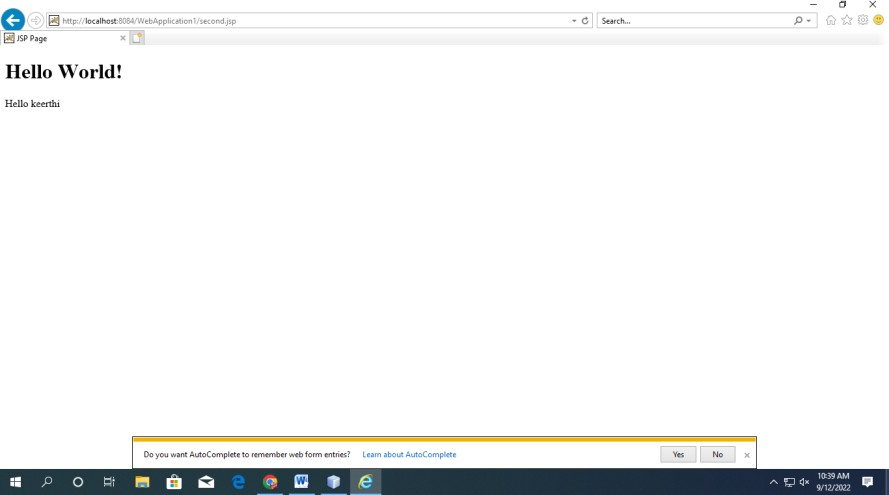 http://localhost:8084/WebApplication1/second.jsp
Search...
JSP Page
Hello World!
Hello keerthi
Do you want AutoComplete to remember web form entries? Learn about AutoComplete Yes No
10:39 AM
9/12/2022